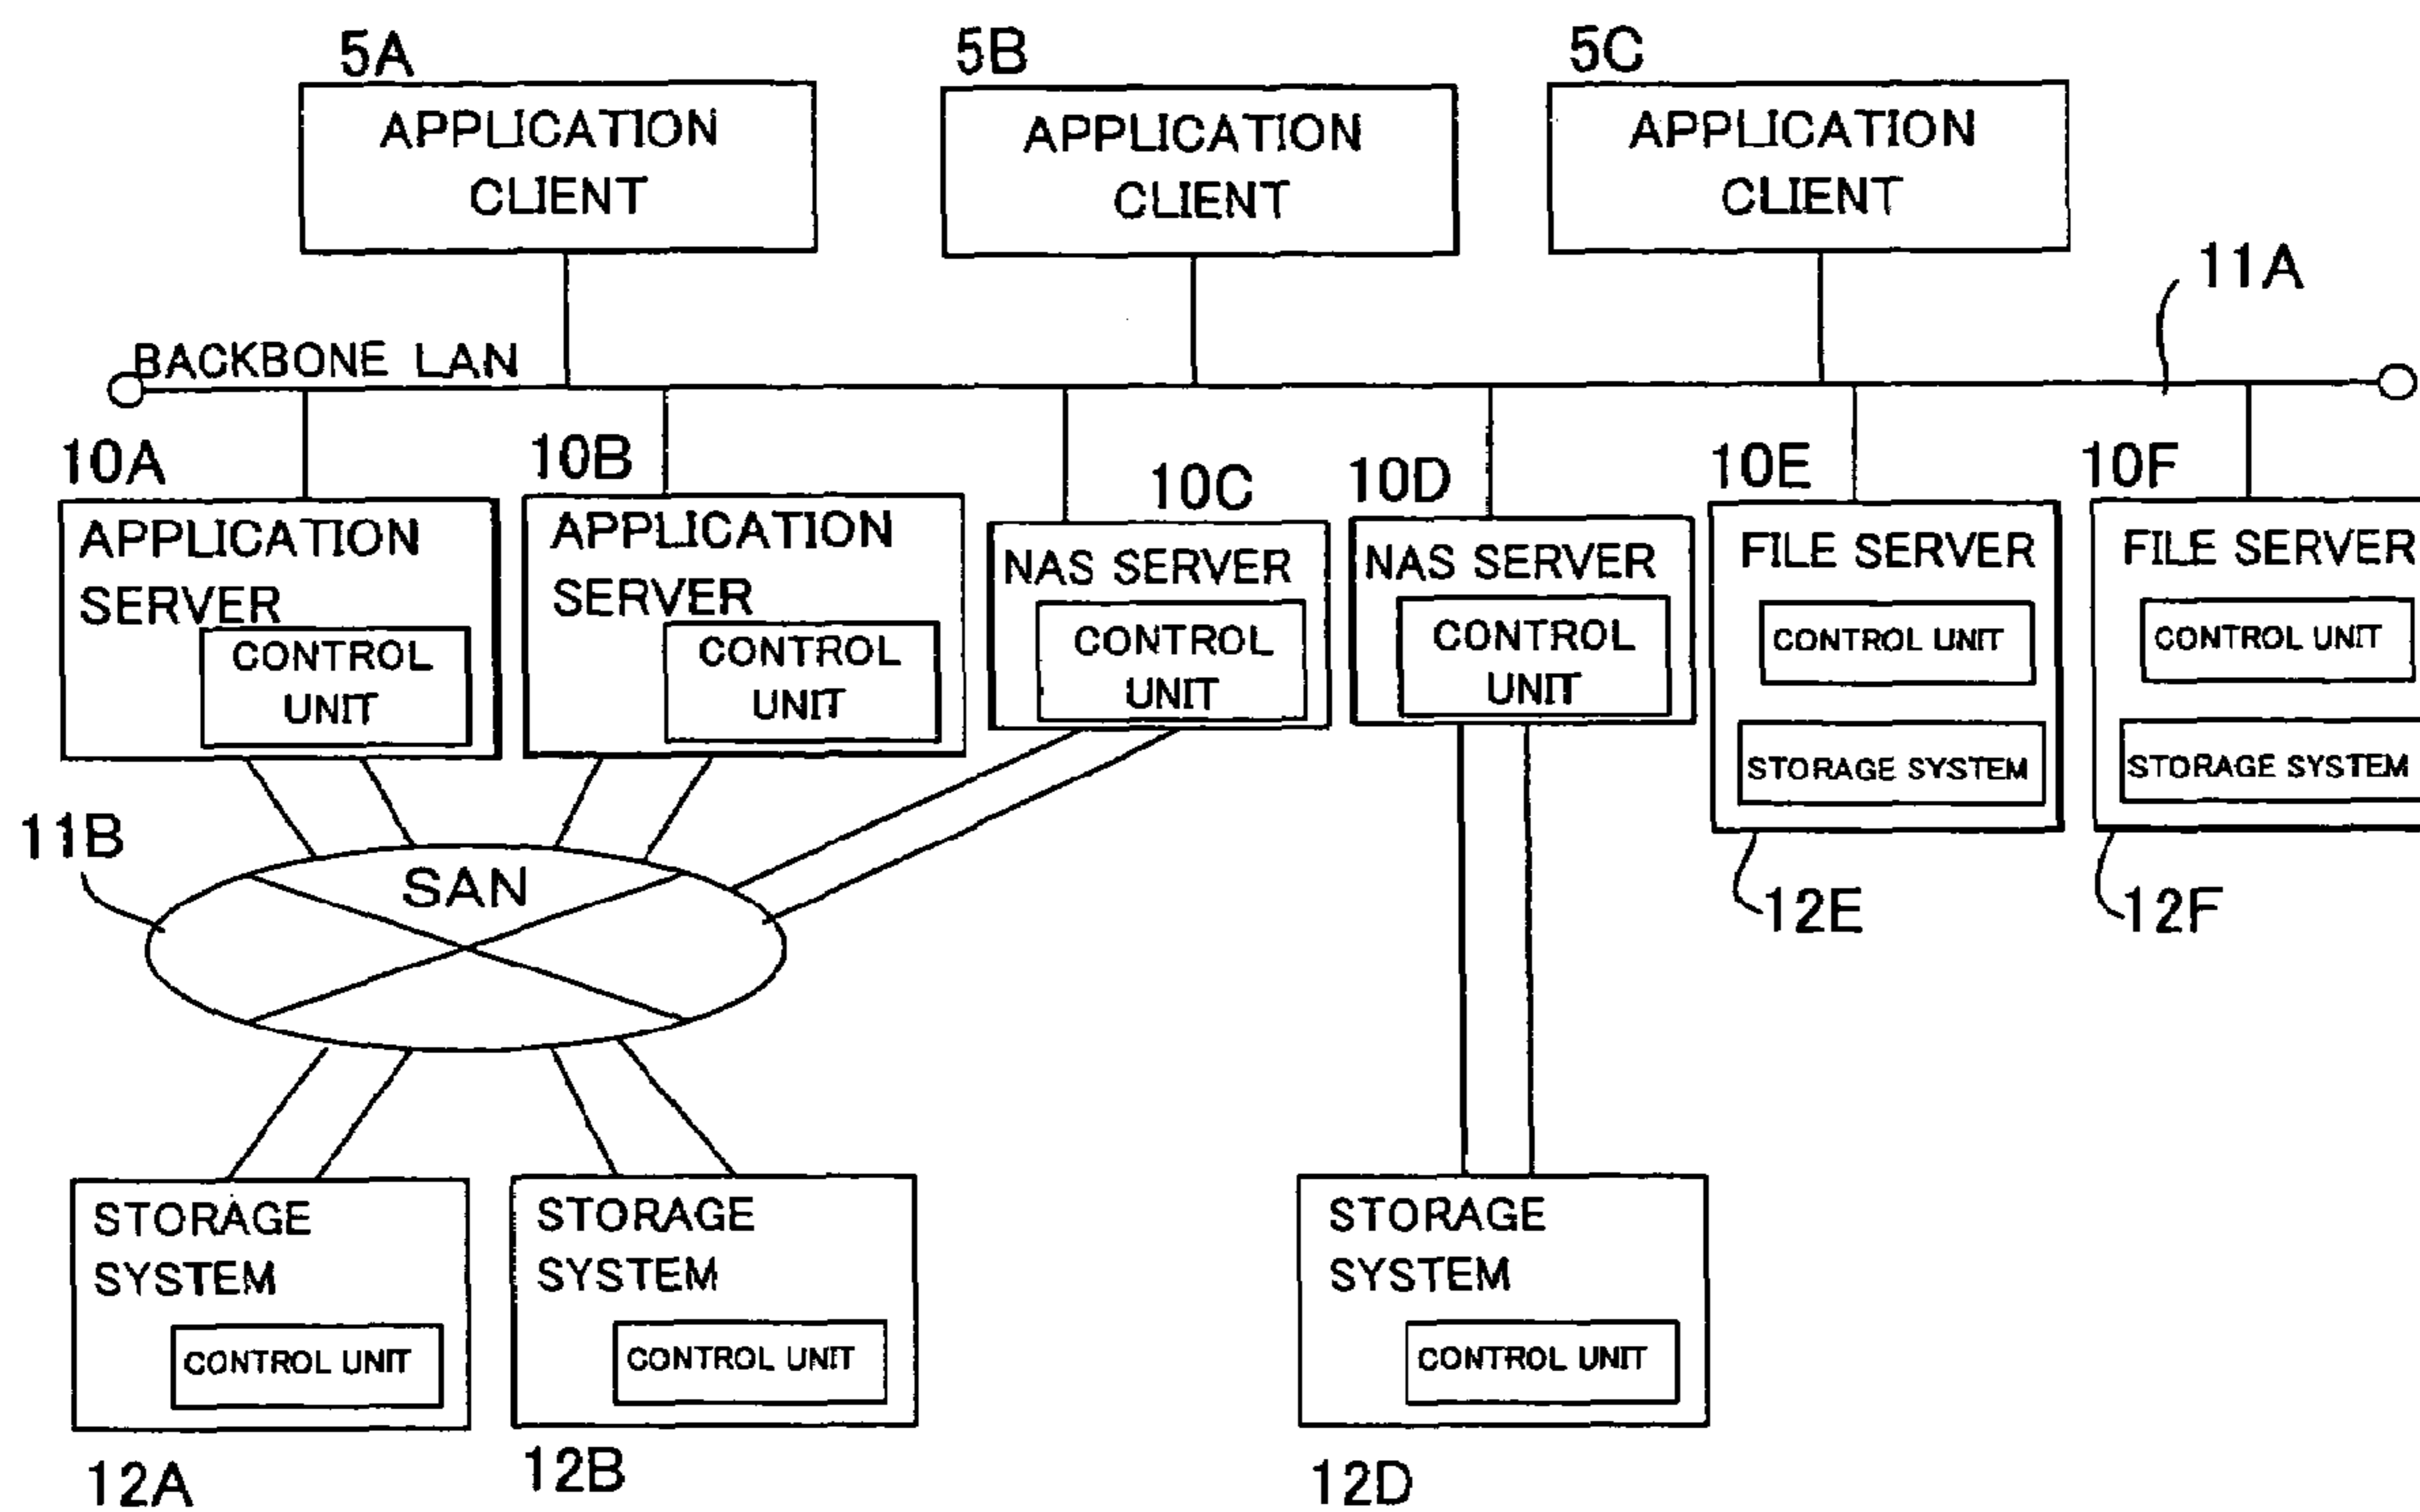 5A
5B
5C
APPLICATION
CLIENT
APPLICATION
CLIENT
APPLICATION
CLIENT
11A
BACKBONE LAN
10A
10B
10C
10D
10E
10F
APPLICATION
SERVER
CONTROL
UNIT
APPLICATION
SERVER
CONTROL
UNIT
NAS SERVER
CONTROL
UNIT
NAS SERVER
CONTROL
UNIT
FILE SERVER
CONTROL UNIT
STORAGE SYSTEM
FILE SERVER
CONTROL UNIT
STORAGE SYSTEM
11B
SAN
12E
12F
STORAGE
SYSTEM
CONTROL UNIT
STORAGE
SYSTEM
CONTROL UNIT
STORAGE
SYSTEM
CONTROL UNIT
12A
12B
12D